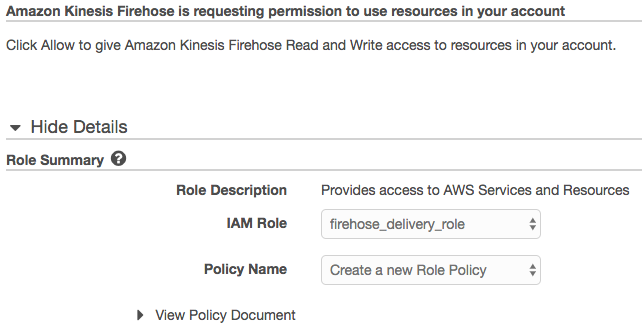 Amazon Kinesis Firehose is requesting permission to use resources in your account
Click Allow to give Amazon Kinesis Firehose Read and Write access to resources in your account.
Hide Details
Role Summary ?
Role Description Provides access to AWS Services and Resources
IAM Role firehose_delivery_role
Policy Name Create a new Role Policy
View Policy Document